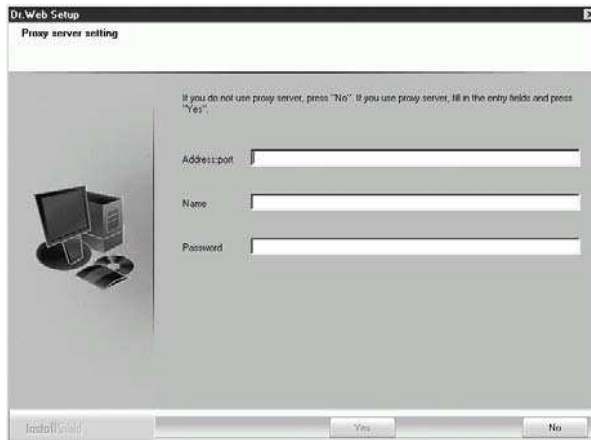 Dr.Web Setup
Proxy server setting
If you do not use proxy server, press "No". If you use proxy server, fill in the entry fields and press
"Yes".
Address:port
Name
Password
InstallShield
Yes
No